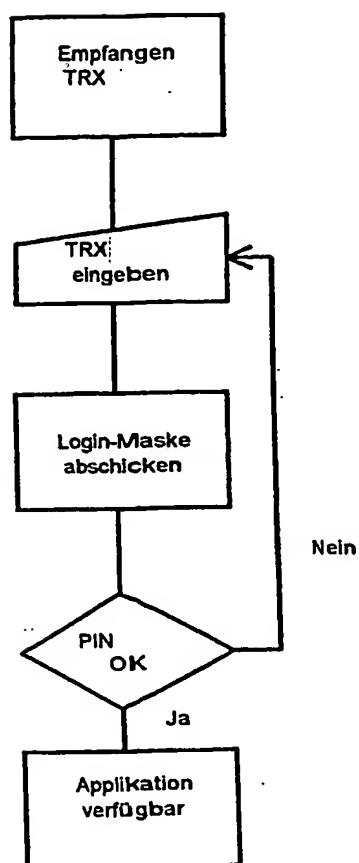 Empfangen
TRX
TRX
eingeben
Login-Maske
abschicken
Nein
PIN
OK
Ja
Applikation
verfügbar